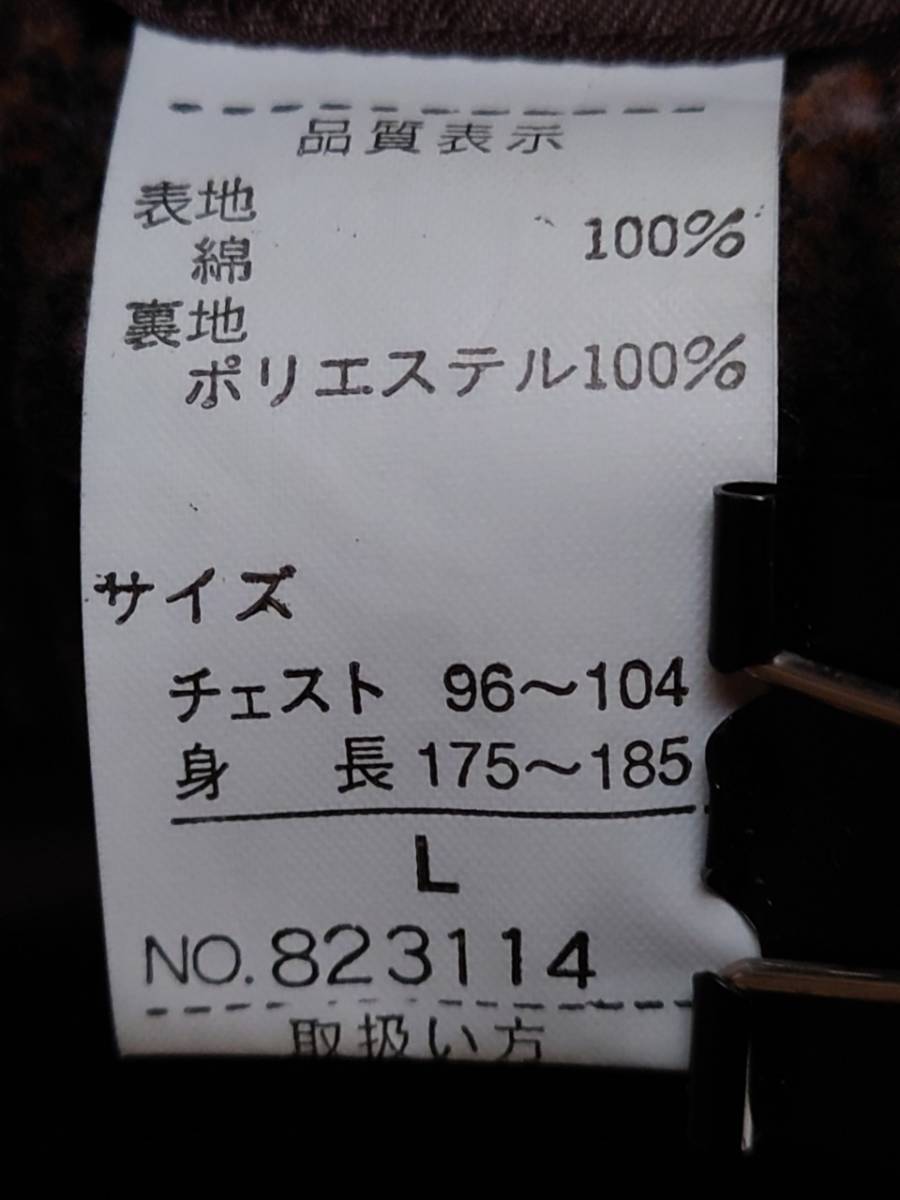 品質表示
表地
綿 100%
裏地
ポリエステル100%
サイズ
チェスト 96〜104
身 長 175〜185
L
NO.823114
取扱い方